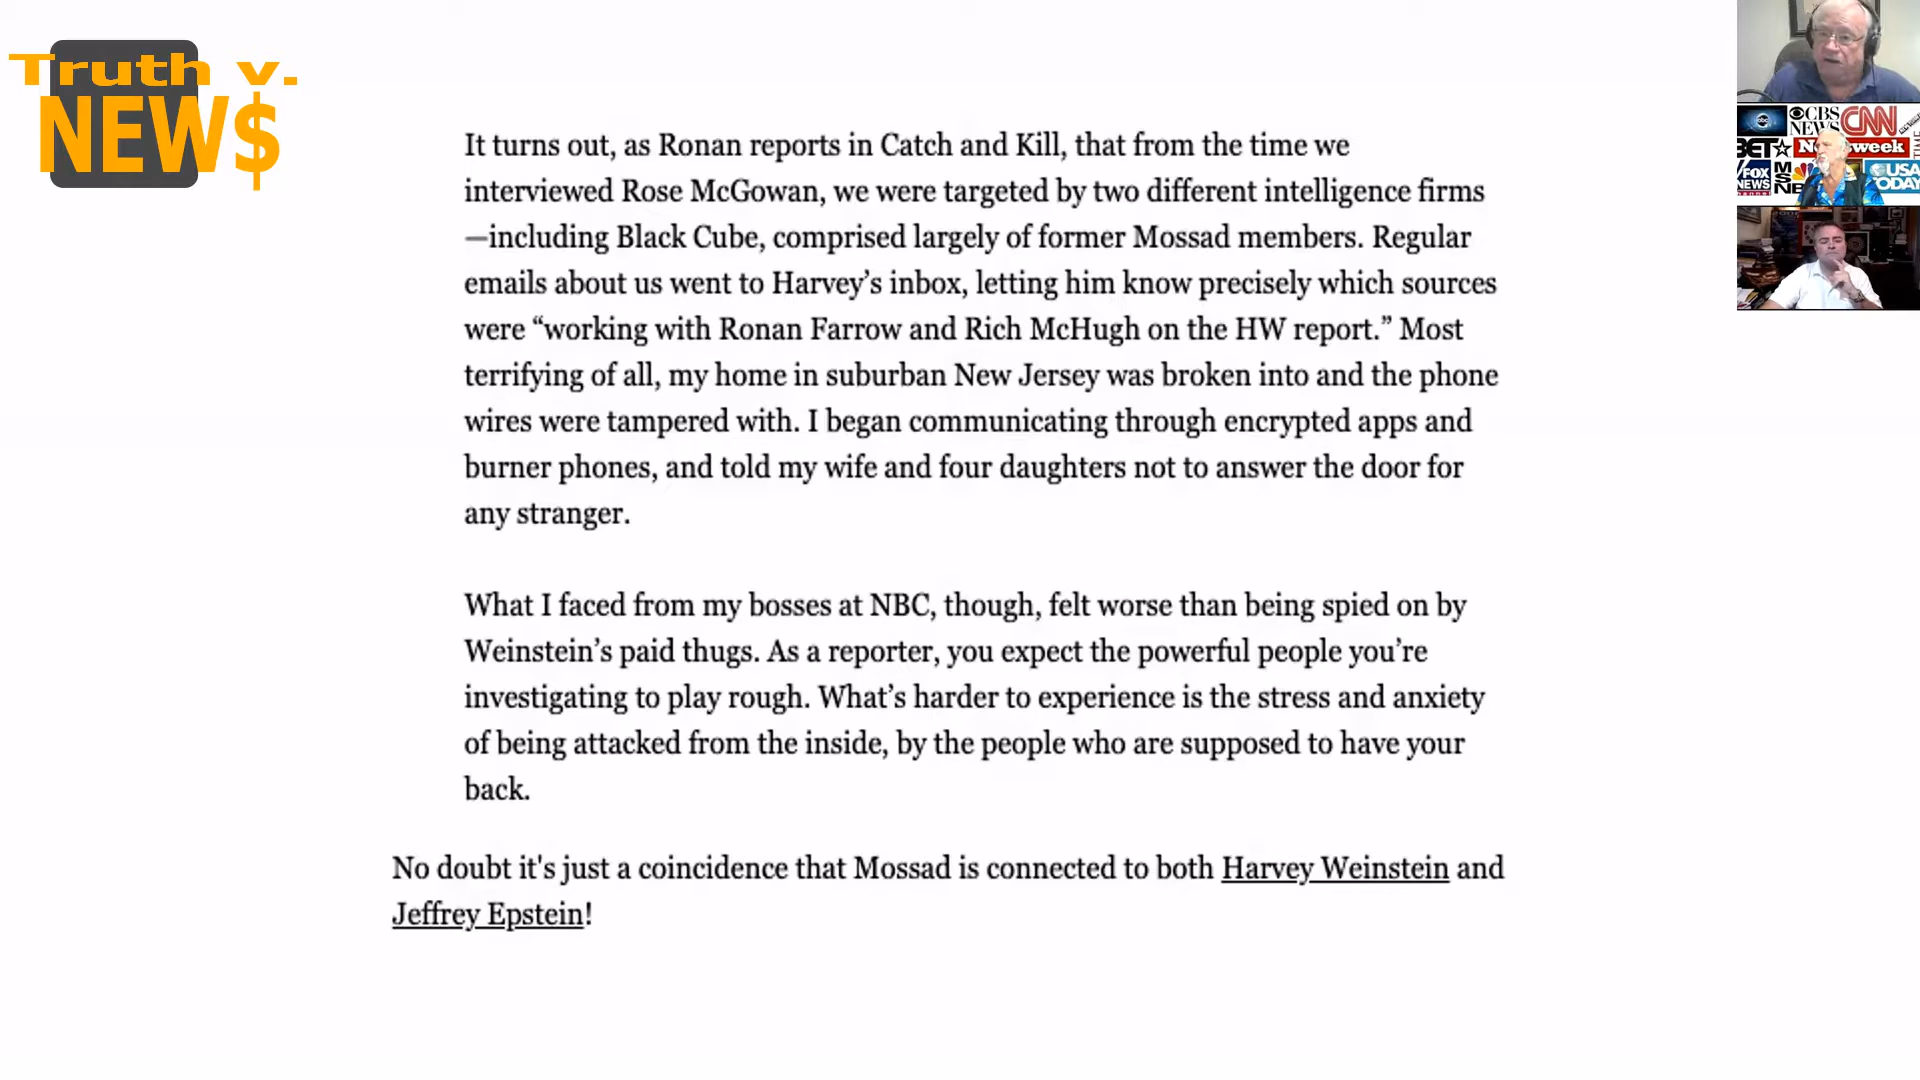 Truth v.
NEW$
It turns out, as Ronan reports in Catch and Kill, that from the time we
interviewed Rose McGowan, we were targeted by two different intelligence firms
—including Black Cube, comprised largely of former Mossad members. Regular
emails about us went to Harvey’s inbox, letting him know precisely which sources
were “working with Ronan Farrow and Rich McHugh on the HW report.” Most
terrifying of all, my home in suburban New Jersey was broken into and the phone
wires were tampered with. I began communicating through encrypted apps and
burner phones, and told my wife and four daughters not to answer the door for
any stranger.
What I faced from my bosses at NBC, though, felt worse than being spied on by
Weinstein’s paid thugs. As a reporter, you expect the powerful people you’re
investigating to play rough. What’s harder to experience is the stress and anxiety
of being attacked from the inside, by the people who are supposed to have your
back.
No doubt it's just a coincidence that Mossad is connected to both Harvey Weinstein and
Jeffrey Epstein!
abc
CBS
NEWS
CNN
BET
week
FOX
NEWS
USA
TODAY
TIME